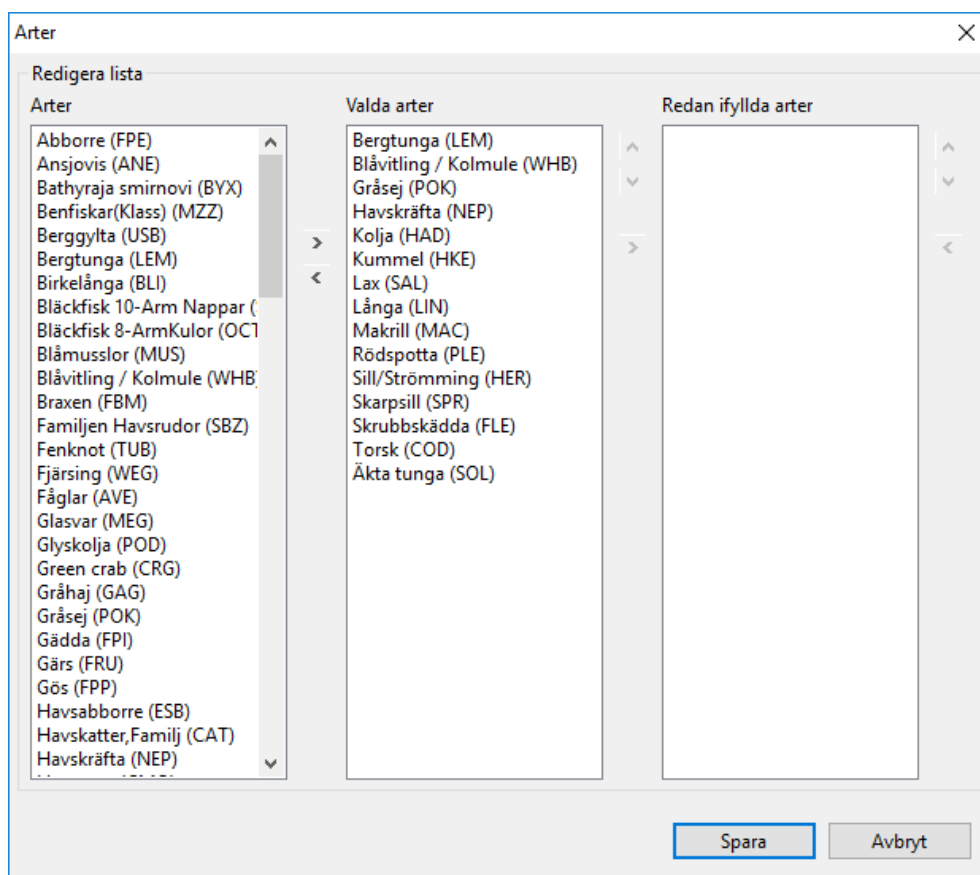 Arter
Redigera lista
Arter
Abborre (FPE)
Ansjovis (ANE)
Bathyraja smirnovi (BYX)
Benfiskar(Klass) (MZZ)
Berggylta (USB)
Bergtunga (LEM)
Birkelånga (BLI)
Bläckfisk 10-Arm Nappar (
Bläckfisk 8-ArmKulor (OCT
Blåmusslor (MUS)
Blåvitling / Kolmule (WHB)
Braxen (FBM)
Familjen Havsrudor (SBZ)
Fenknot (TUB)
Fjärsing (WEG)
Fåglar (AVE)
Glasvar (MEG)
Glyskolja (POD)
Green crab (CRG)
Gråhaj (GAG)
Gråsej (POK)
Gädda (FPI)
Gärs (FRU)
Gös (FPP)
Havsabborre (ESB)
Havskatter,Familj (CAT)
Havskräfta (NEP)
Valda arter
Bergtunga (LEM)
Blåvitling / Kolmule (WHB)
Gråsej (POK)
Havskräfta (NEP)
Kolja (HAD)
Kummel (HKE)
Lax (SAL)
Långa (LIN)
Makrill (MAC)
Rödspotta (PLE)
Sill/Strömming (HER)
Skarpsill (SPR)
Skrubbskädda (FLE)
Torsk (COD)
Äkta tunga (SOL)
Redan ifyllda arter
Spara
Avbryt